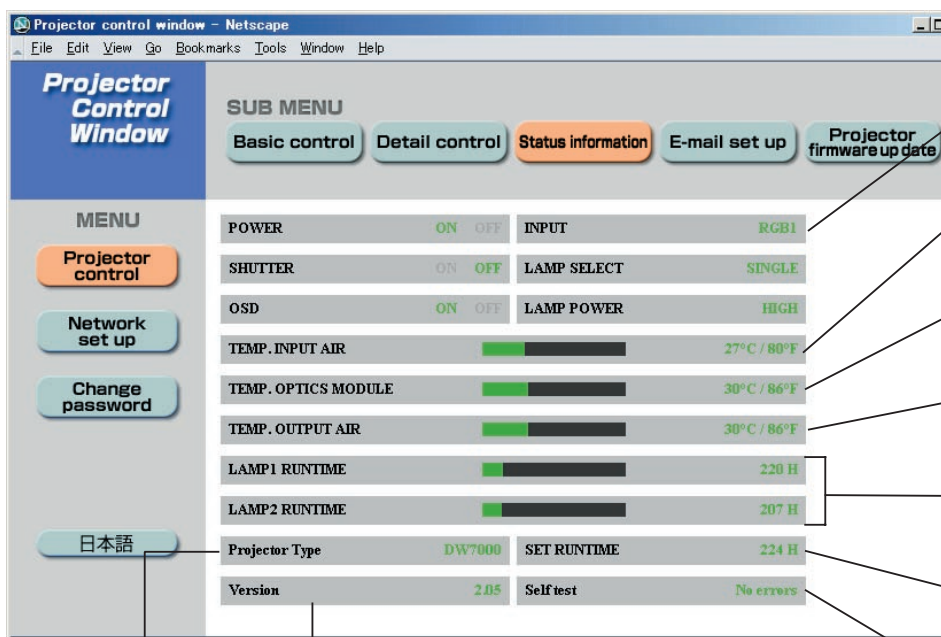 Projector control window - Netscape
File Edit View Go Bookmarks Tools Window Help
Projector
Control
Window
SUB MENU
Basic control Detail control Status information E-mail set up Projector
firmware up date
MENU
Projector
control
Network
set up
Change
password
日本語
POWER ON OFF INPUT RGB1
SHUTTER ON OFF LAMP SELECT SINGLE
OSD ON OFF LAMP POWER HIGH
TEMP. INPUT AIR 27°C / 80°F
TEMP. OPTICS MODULE 30°C / 86°F
TEMP. OUTPUT AIR 30°C / 86°F
LAMP1 RUNTIME 220 H
LAMP2 RUNTIME 207 H
Projector Type DW7000 SET RUNTIME 224 H
Version 2.05 Self test No errors